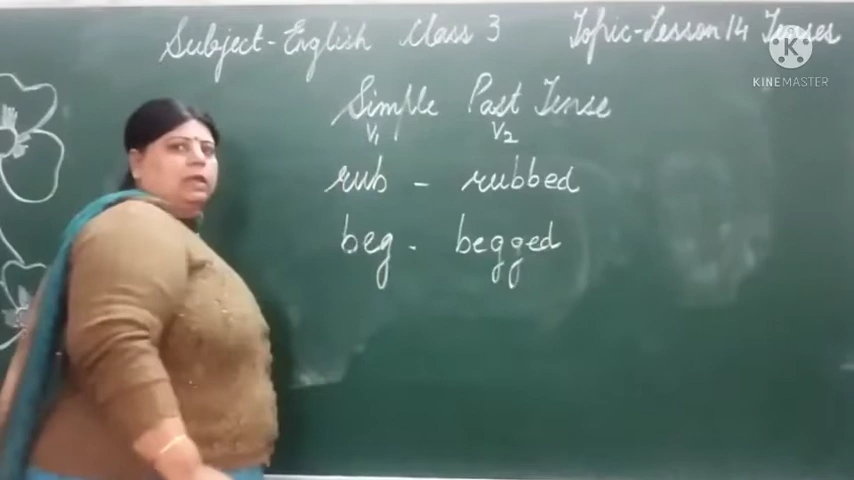 Subject-English Class 3 Topic-Lesson 14 Tenses
K
KINEMASTER
Simple Past Tense
V1 V2
rub - rubbed
beg - begged